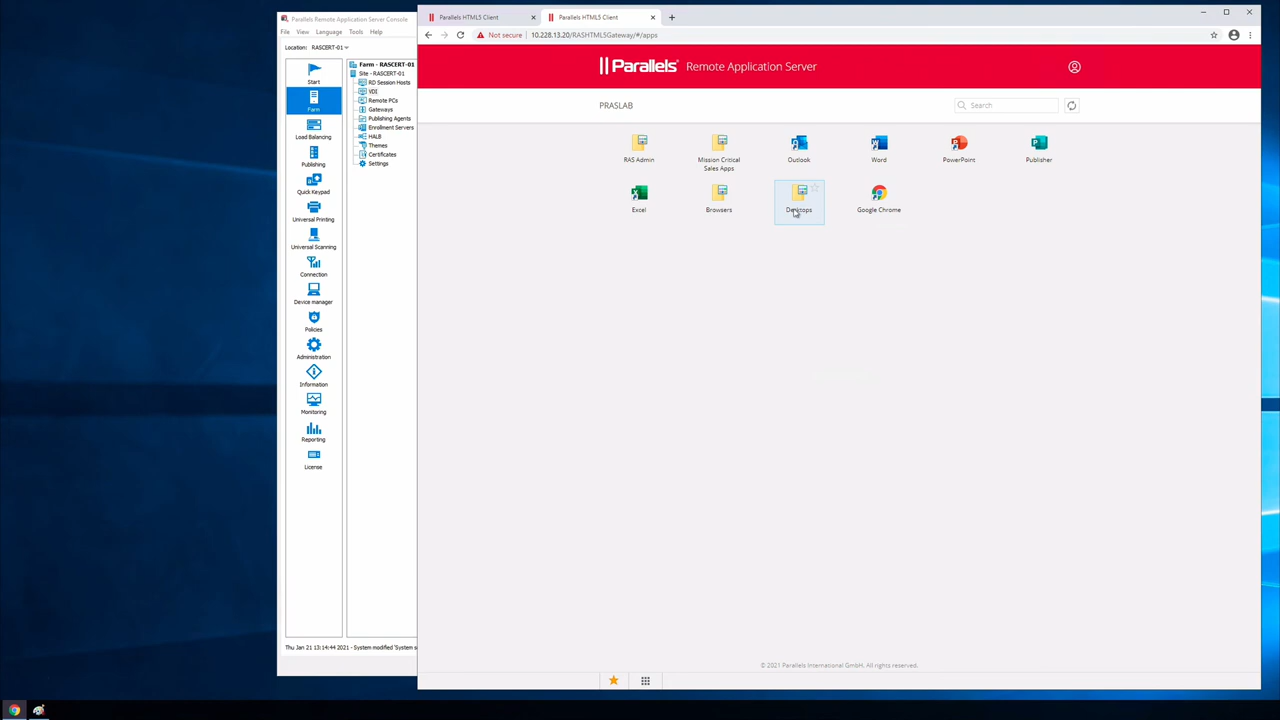 Parallels Remote Application Server Console
File View Language Tools Help
Location: RASCERT-01
Start
Farm
Load Balancing
Publishing
Quick Keypad
Universal Printing
Universal Scanning
Connection
Device manager
Policies
Administration
Information
Monitoring
Reporting
License
Farm - RASCERT-01
Site - RASCERT-01
RD Session Hosts
VDI
Remote PCs
Gateways
Publishing Agents
Enrolment Servers
HALB
Themes
Certificates
Settings
Thu Jan 21 13:14:44 2021 - System modified 'System s
Parallels HTML5 Client
Parallels HTML5 Client
Not secure
10.228.13.20/RASHTML5Gateway/#/apps
Parallels Remote Application Server
PRASLAB
Search
RAS Admin
Mission Critical
Sales Apps
Outlook
Word
PowerPoint
Publisher
Excel
Browsers
Desktops
Google Chrome
© 2021 Parallels International GmbH. All rights reserved.